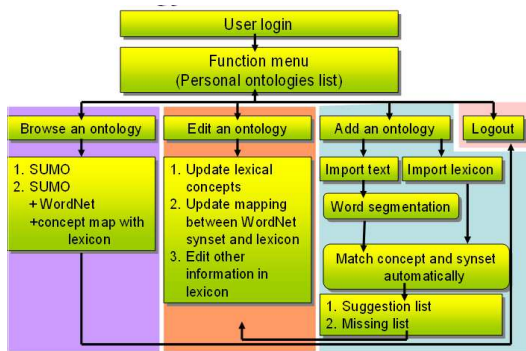 User login
Function menu
(Personal ontologies list)
Browse an ontology
Edit an ontology
Add an ontology
Logout
1. SUMO
2. SUMO
+ WordNet
+concept map with
lexicon
1. Update lexical
concepts
2. Update mapping
between WordNet
synset and lexicon
3. Edit other
information in
lexicon
Import text
Import lexicon
Word segmentation
Match concept and synset
automatically
1. Suggestion list
2. Missing list